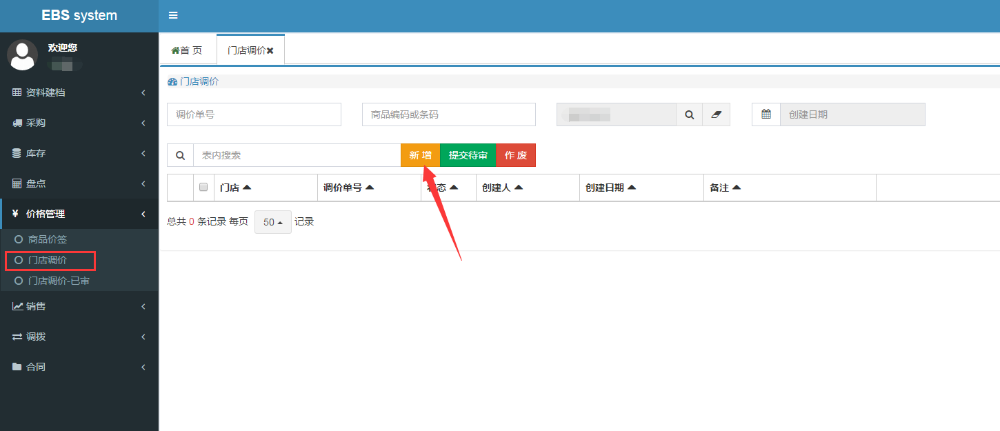 EBS system
欢迎您
资料建档
采购
库存
盘点
¥ 价格管理
商品价签
门店调价
门店调价-已审
销售
调拨
合同
首 页 门店调价
门店调价
调价单号 商品编码或条码 创建日期
表内搜索 新 增 提交待审 作 废
门店 调价单号 态 创建人 创建日期 备注
总共 0 条记录 每页 50 记录